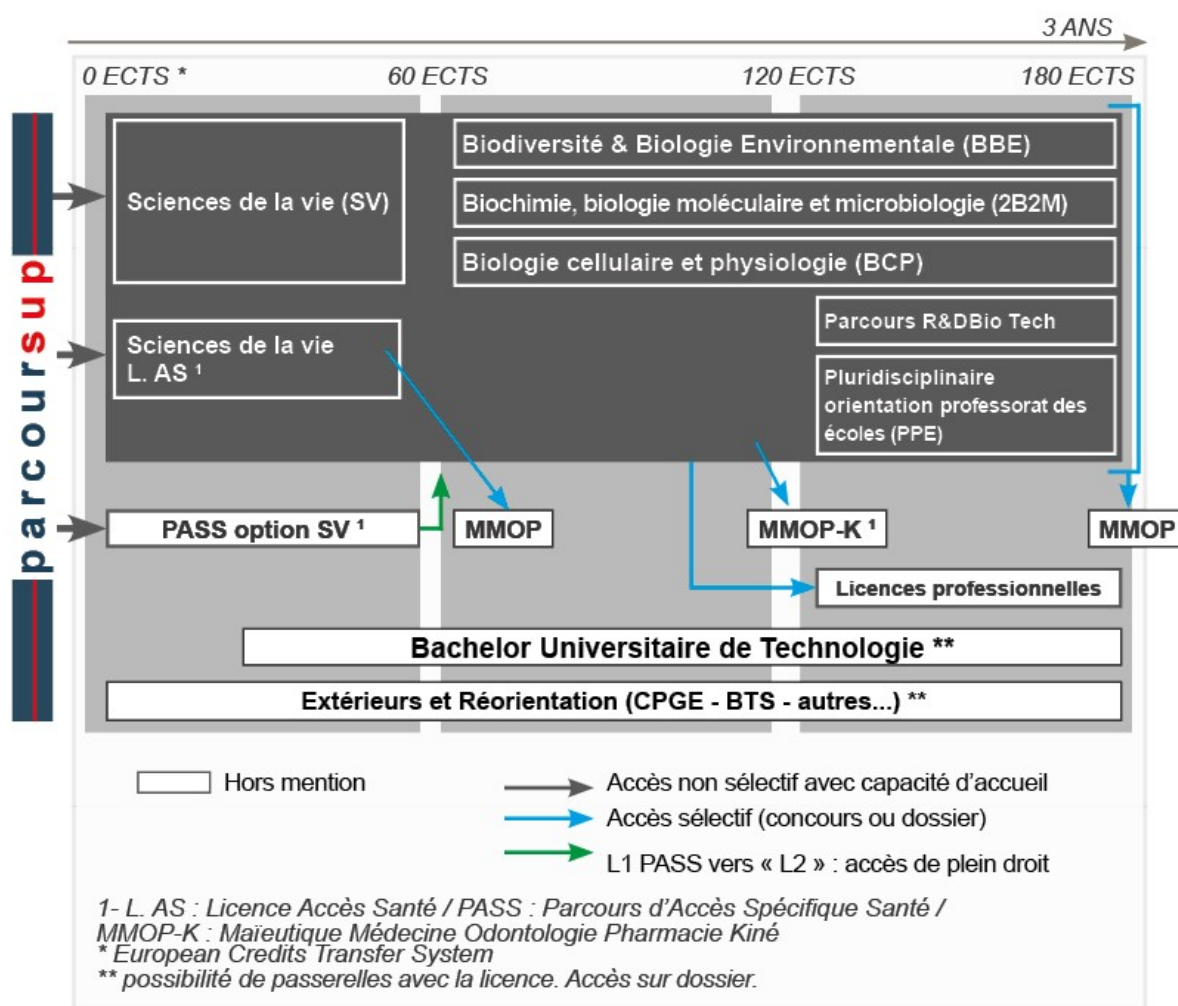 3 ANS
0 ECTS *
60 ECTS
120 ECTS
180 ECTS
parcoursup
Sciences de la vie (SV)
Biodiversité & Biologie Environnementale (BBE)
Biochimie, biologie moléculaire et microbiologie (2B2M)
Biologie cellulaire et physiologie (BCP)
Sciences de la vie
L. AS ¹
Parcours R&DBio Tech
Pluridisciplinaire
orientation professorat des
écoles (PPE)
PASS option SV ¹
MMOP
MMOP-K ¹
MMOP
Licences professionnelles
Bachelor Universitaire de Technologie **
Extérieurs et Réorientation (CPGE - BTS - autres...) **
Hors mention
Accès non sélectif avec capacité d'accueil
Accès sélectif (concours ou dossier)
L1 PASS vers « L2 » : accès de plein droit
1- L. AS : Licence Accès Santé / PASS : Parcours d'Accès Spécifique Santé /
MMOP-K : Maïeutique Médecine Odontologie Pharmacie Kiné
* European Credits Transfer System
** possibilité de passerelles avec la licence. Accès sur dossier.